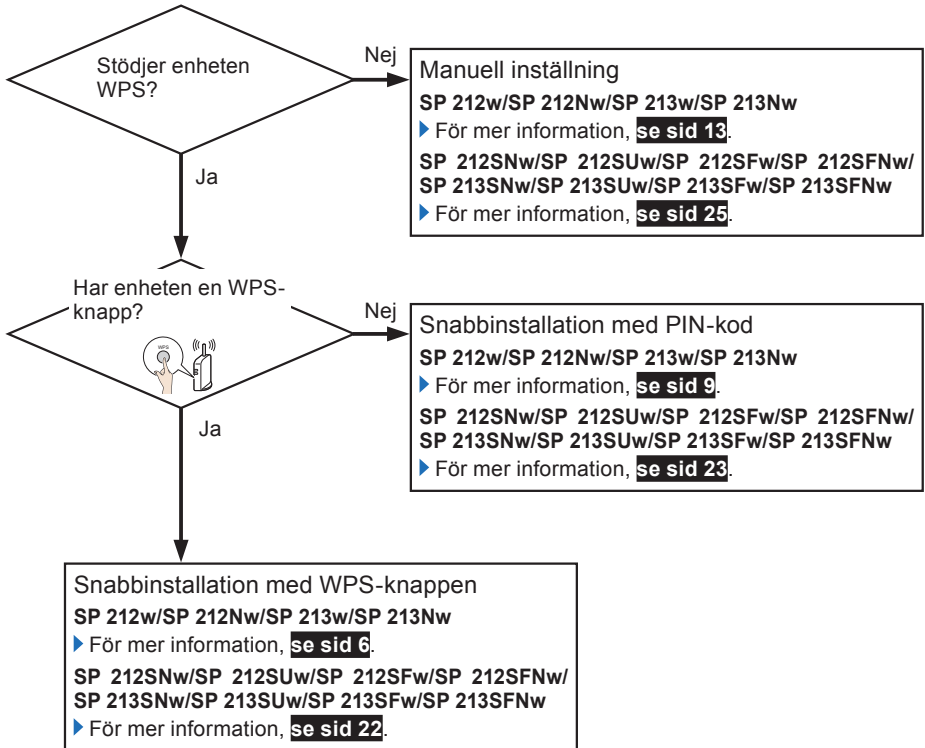 Stödjer enheten
WPS?
Nej
Manuell inställning
SP 212w/SP 212Nw/SP 213w/SP 213Nw
För mer information, se sid 13.
SP 212SNw/SP 212SUw/SP 212SFw/SP 212SFNw/
SP 213SNw/SP 213SUw/SP 213SFw/SP 213SFNw
För mer information, se sid 25.
Ja
Har enheten en WPS-
knapp?
WPS
Nej
Snabbinstallation med PIN-kod
SP 212w/SP 212Nw/SP 213w/SP 213Nw
För mer information, se sid 9.
SP 212SNw/SP 212SUw/SP 212SFw/SP 212SFNw/
SP 213SNw/SP 213SUw/SP 213SFw/SP 213SFNw
För mer information, se sid 23.
Ja
Snabbinstallation med WPS-knappen
SP 212w/SP 212Nw/SP 213w/SP 213Nw
För mer information, se sid 6.
SP 212SNw/SP 212SUw/SP 212SFw/SP 212SFNw/
SP 213SNw/SP 213SUw/SP 213SFw/SP 213SFNw
För mer information, se sid 22.